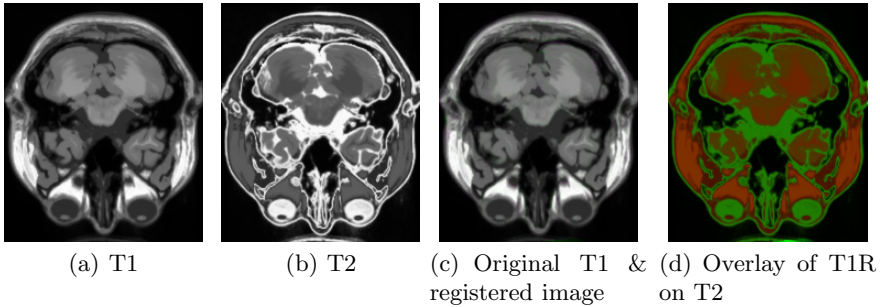 (a) T1
(b) T2
(c) Original T1 &
registered image
(d) Overlay of T1R
on T2